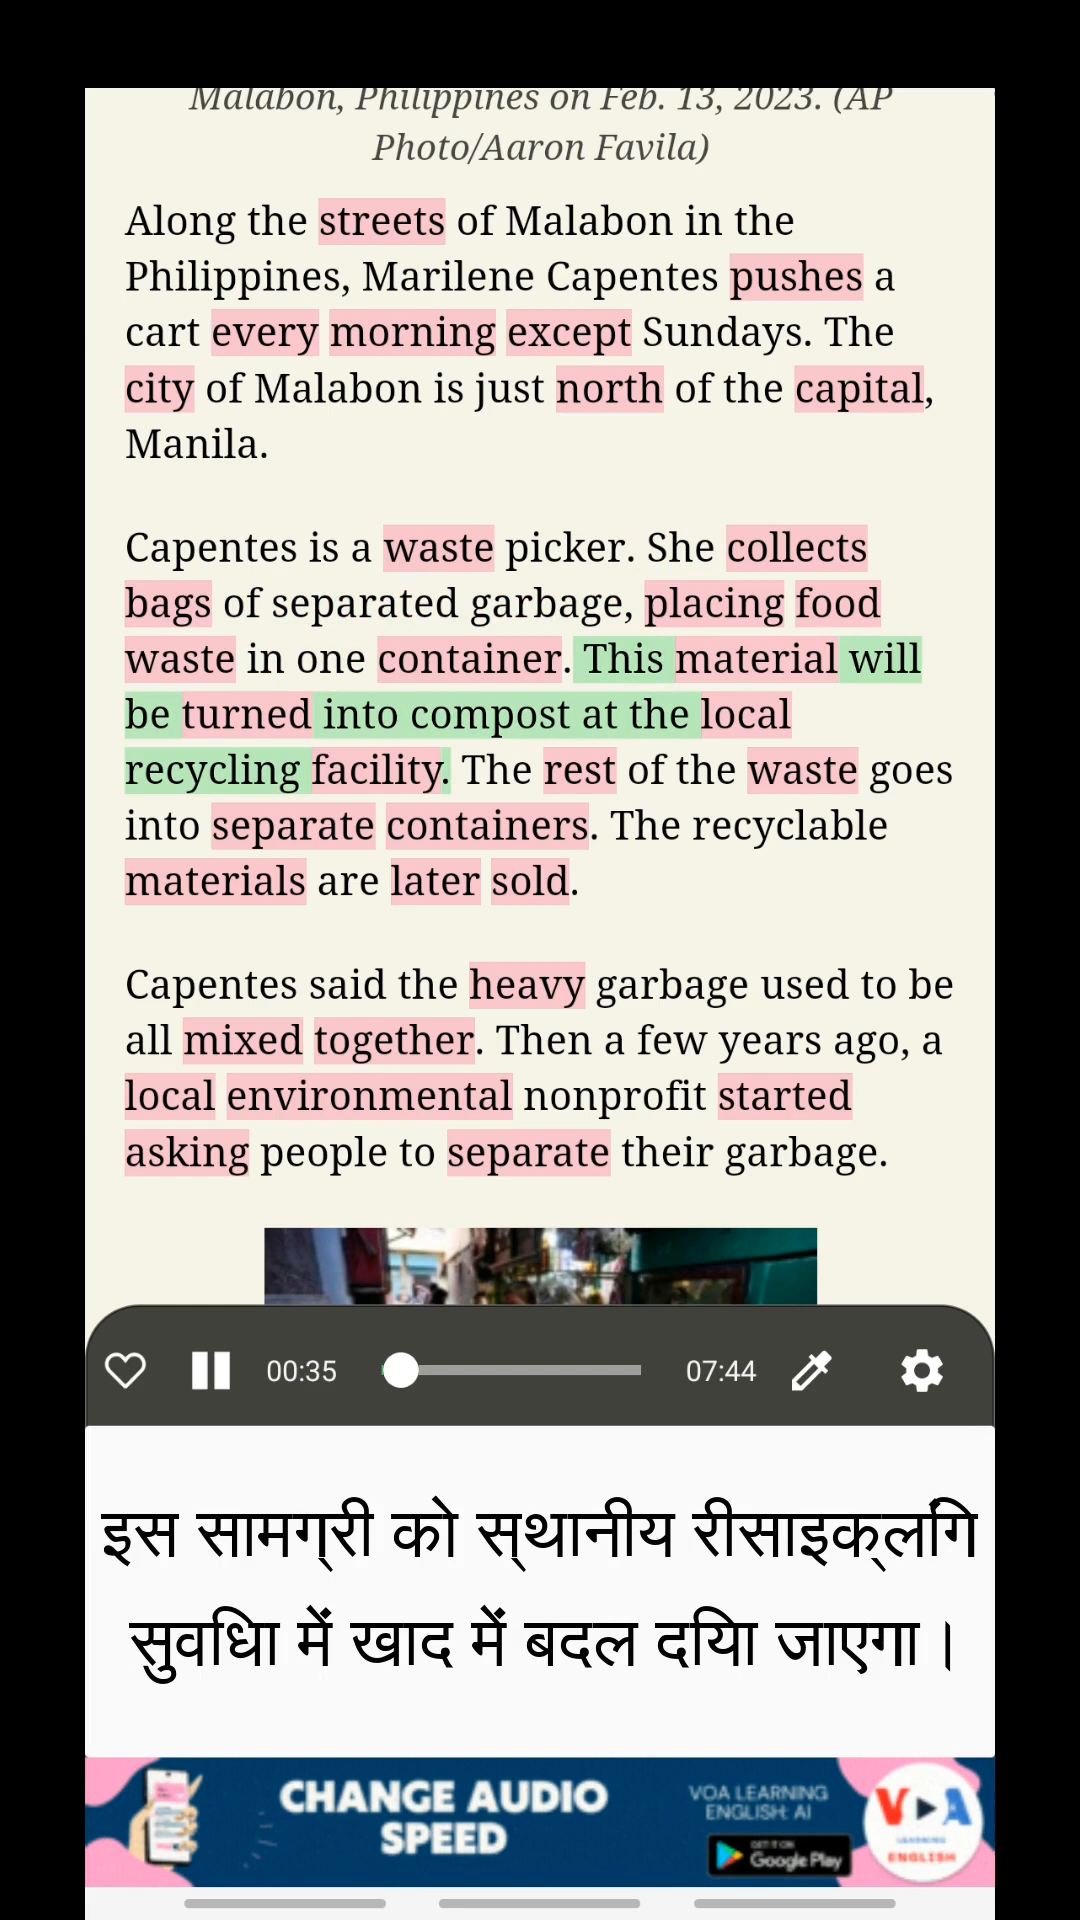 Malabon, Philippines on Feb. 13, 2023. (AP
Photo/Aaron Favila)
Along the streets of Malabon in the
Philippines, Marilene Capentes pushes a
cart every morning except Sundays. The
city of Malabon is just north of the capital,
Manila.
Capentes is a waste picker. She collects
bags of separated garbage, placing food
waste in one container. This material will
be turned into compost at the local
recycling facility. The rest of the waste goes
into separate containers. The recyclable
materials are later sold.
Capentes said the heavy garbage used to be
all mixed together. Then a few years ago, a
local environmental nonprofit started
asking people to separate their garbage.
00:35
07:44
इस सामग्री को स्थानीय रीसाइक्लिंग
सुविधा में खाद में बदल दिया जाएगा।
CHANGE AUDIO
SPEED
VOA LEARNING
ENGLISH: AI
GET IT ON
Google Play
VOA
LEARNING
ENGLISH